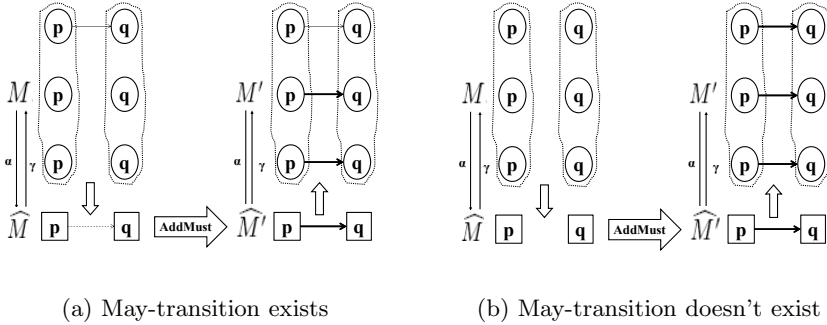 p q p q p q p q
M p q M′ p q M p q M′ p q
α γ α γ α γ α γ
p q p q p q p q
M̂ p q AddMust M̂′ p q M̂ p q AddMust M̂′ p q
(a) May-transition exists (b) May-transition doesn't exist